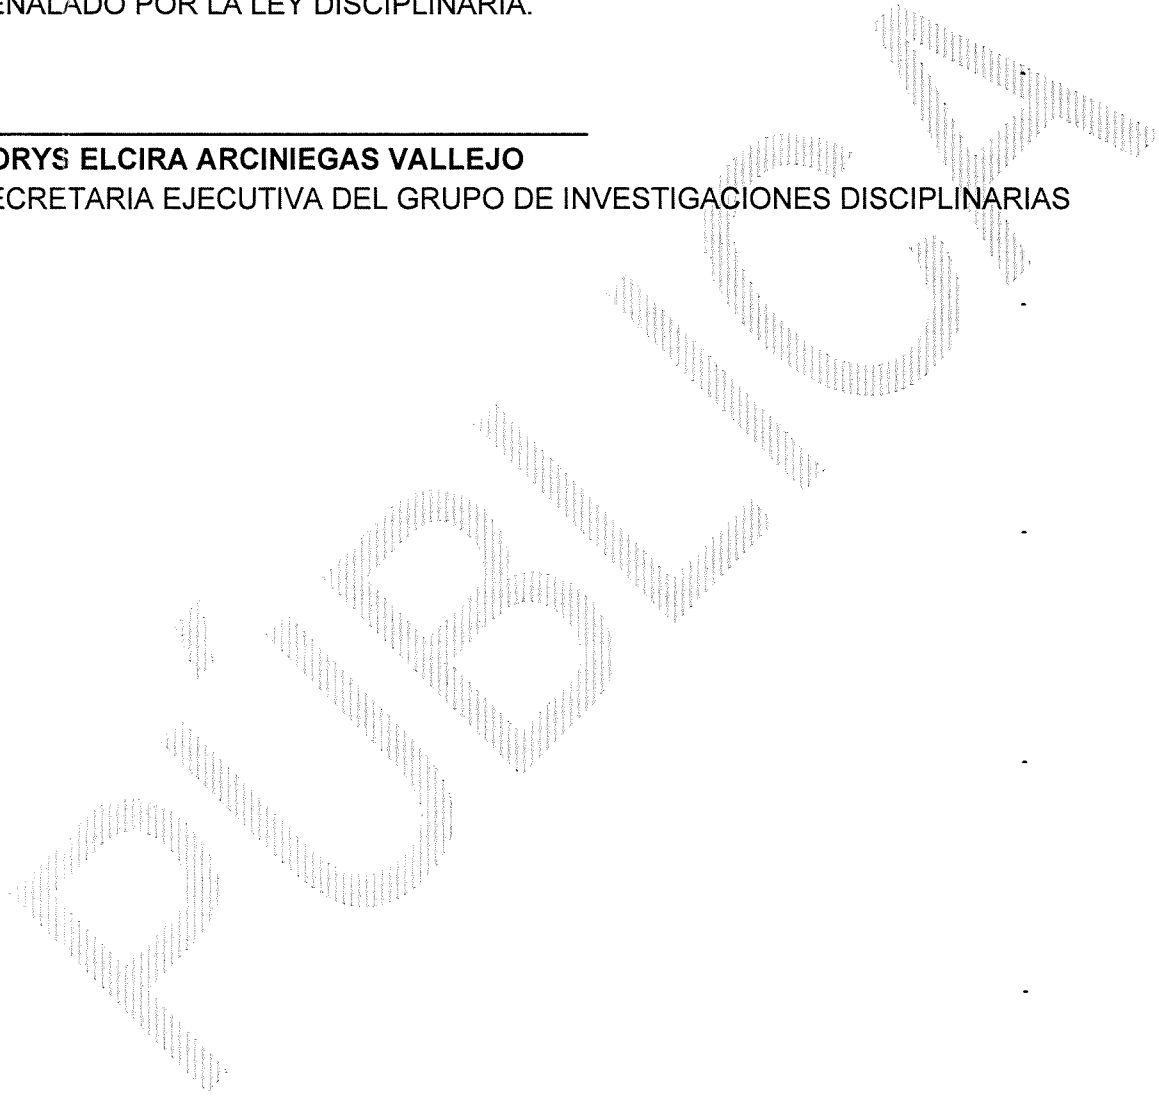 ENALADO POR LA LEY DISCIPLINARIA.
ORYS ELCIRA ARCINIEGAS VALLEJO
ECRETARIA EJECUTIVA DEL GRUPO DE INVESTIGACIONES DISCIPLINARIAS
PÚBLICA